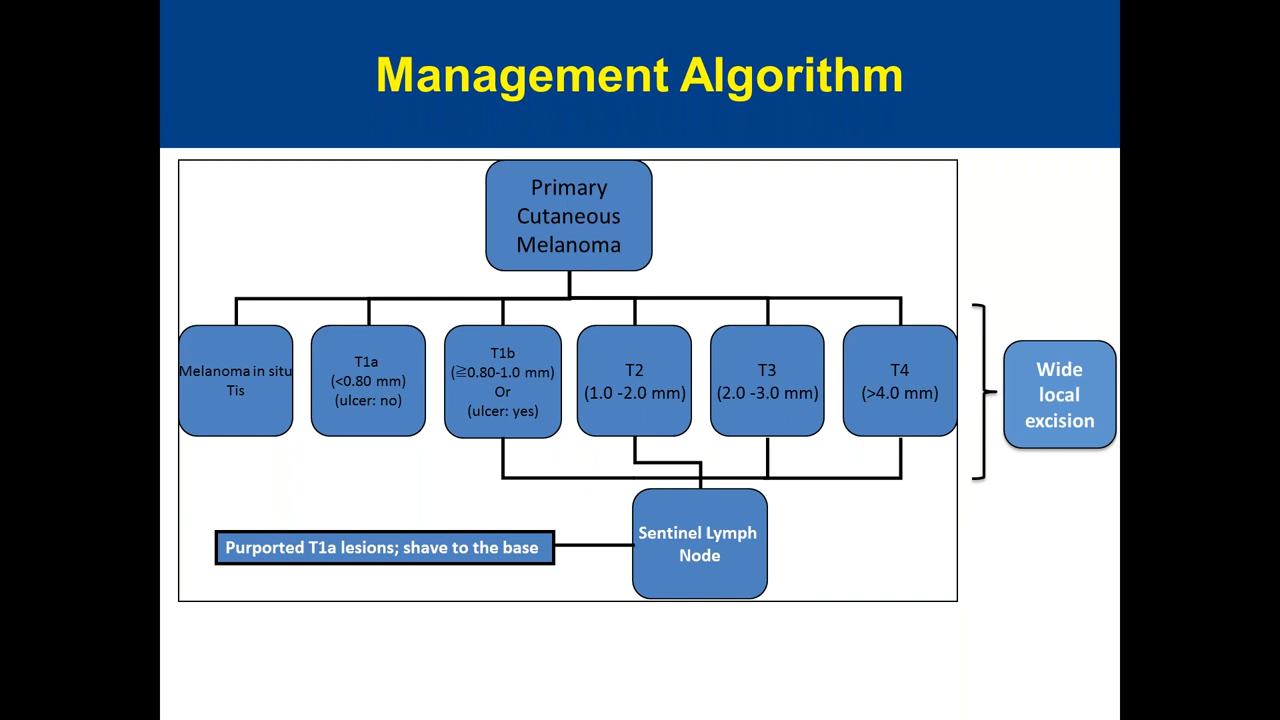 Management Algorithm
Primary
Cutaneous
Melanoma
Melanoma in situ
Tis
T1a
(<0.80 mm)
(ulcer: no)
T1b
(≧0.80-1.0 mm)
Or
(ulcer: yes)
T2
(1.0 -2.0 mm)
T3
(2.0 -3.0 mm)
T4
(>4.0 mm)
Wide
local
excision
Sentinel Lymph
Node
Purported T1a lesions; shave to the base